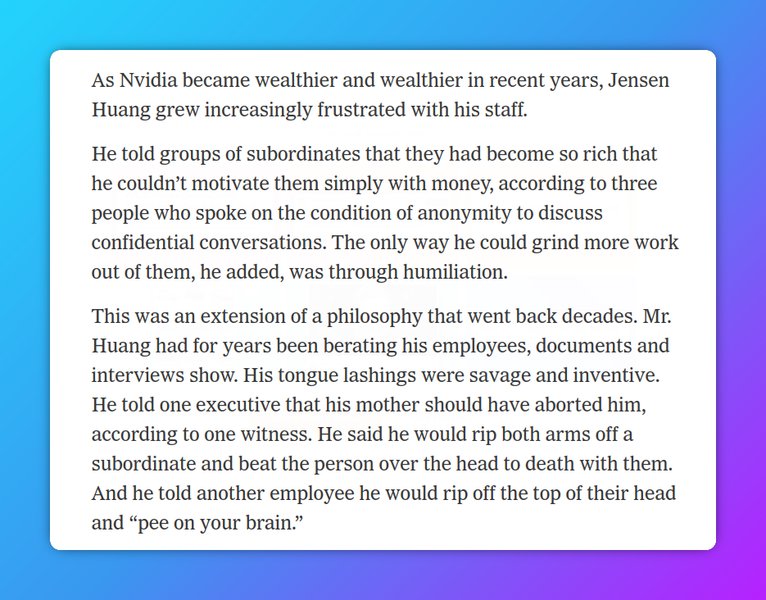 As Nvidia became wealthier and wealthier in recent years, Jensen
Huang grew increasingly frustrated with his staff.
He told groups of subordinates that they had become so rich that
he couldn’t motivate them simply with money, according to three
people who spoke on the condition of anonymity to discuss
confidential conversations. The only way he could grind more work
out of them, he added, was through humiliation.
This was an extension of a philosophy that went back decades. Mr.
Huang had for years been berating his employees, documents and
interviews show. His tongue lashings were savage and inventive.
He told one executive that his mother should have aborted him,
according to one witness. He said he would rip both arms off a
subordinate and beat the person over the head to death with them.
And he told another employee he would rip off the top of their head
and “pee on your brain.”